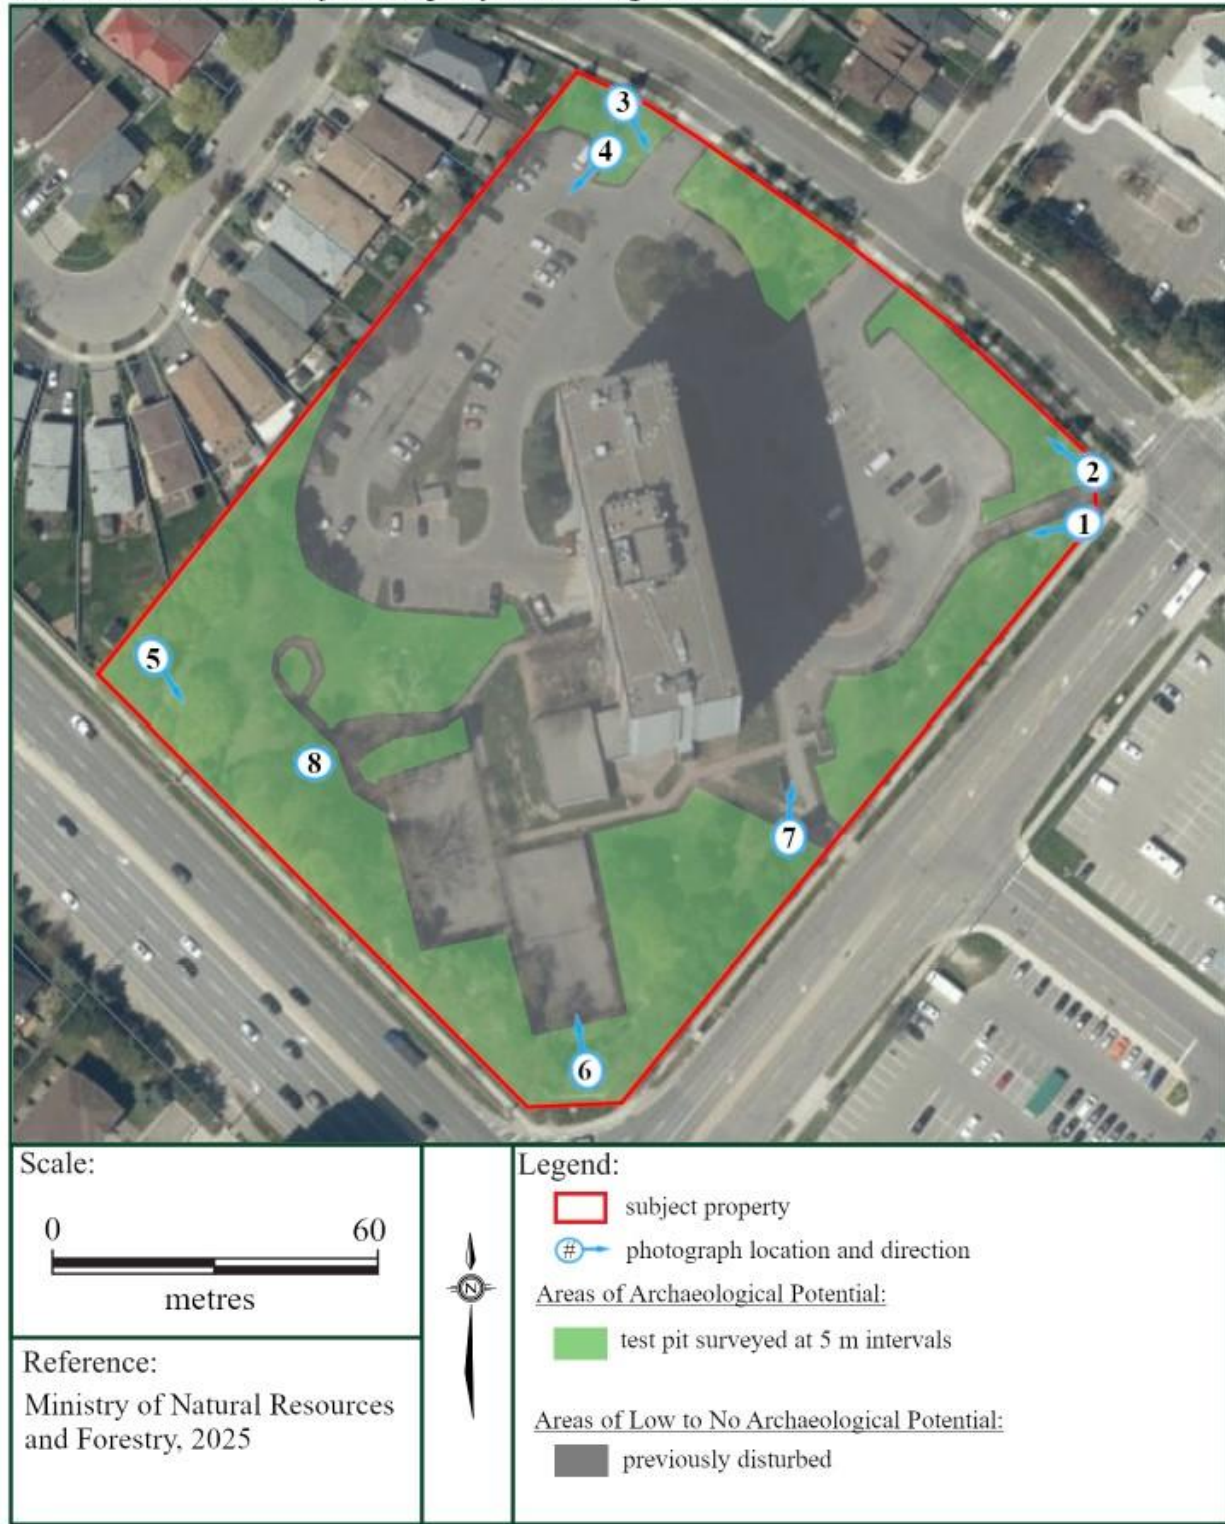 3
4
2
1
5
8
7
6
Scale:
0 60
metres
Reference:
Ministry of Natural Resources
and Forestry, 2025
N
Legend:
subject property
# photograph location and direction
Areas of Archaeological Potential:
test pit surveyed at 5 m intervals
Areas of Low to No Archaeological Potential:
previously disturbed